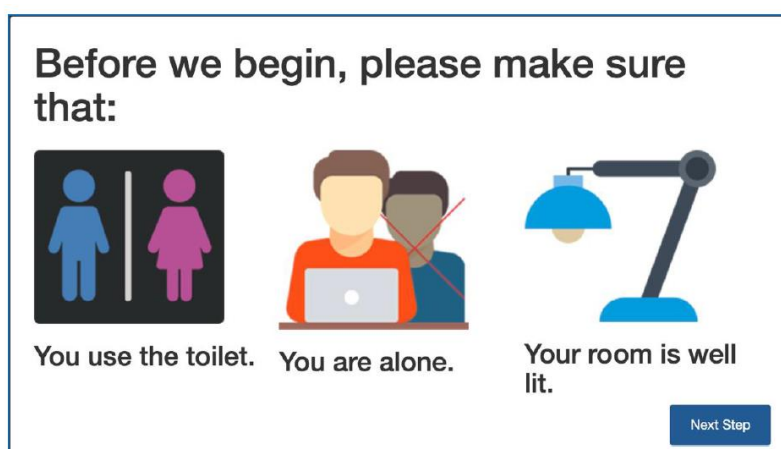 Before we begin, please make sure
that:
You use the toilet.
You are alone.
Your room is well
lit.
Next Step